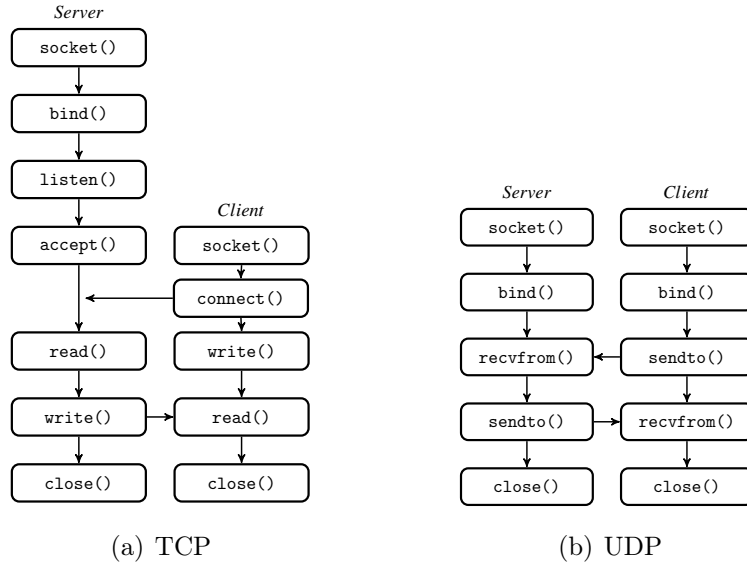 Server
socket()
bind()
listen()
accept()
read()
write()
close()
Client
socket()
connect()
write()
read()
close()
(a) TCP
Server
socket()
bind()
recvfrom()
sendto()
close()
Client
socket()
bind()
sendto()
recvfrom()
close()
(b) UDP